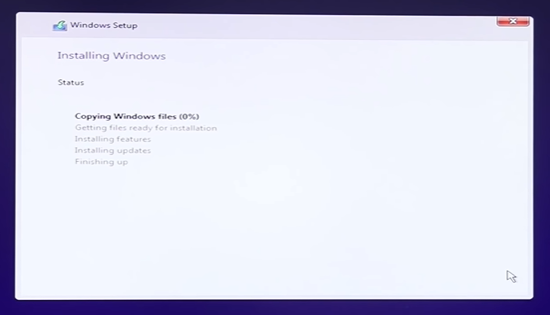 Windows Setup
Installing Windows
Status
Copying Windows files (0%)
Getting files ready for installation
Installing features
Installing updates
Finishing up